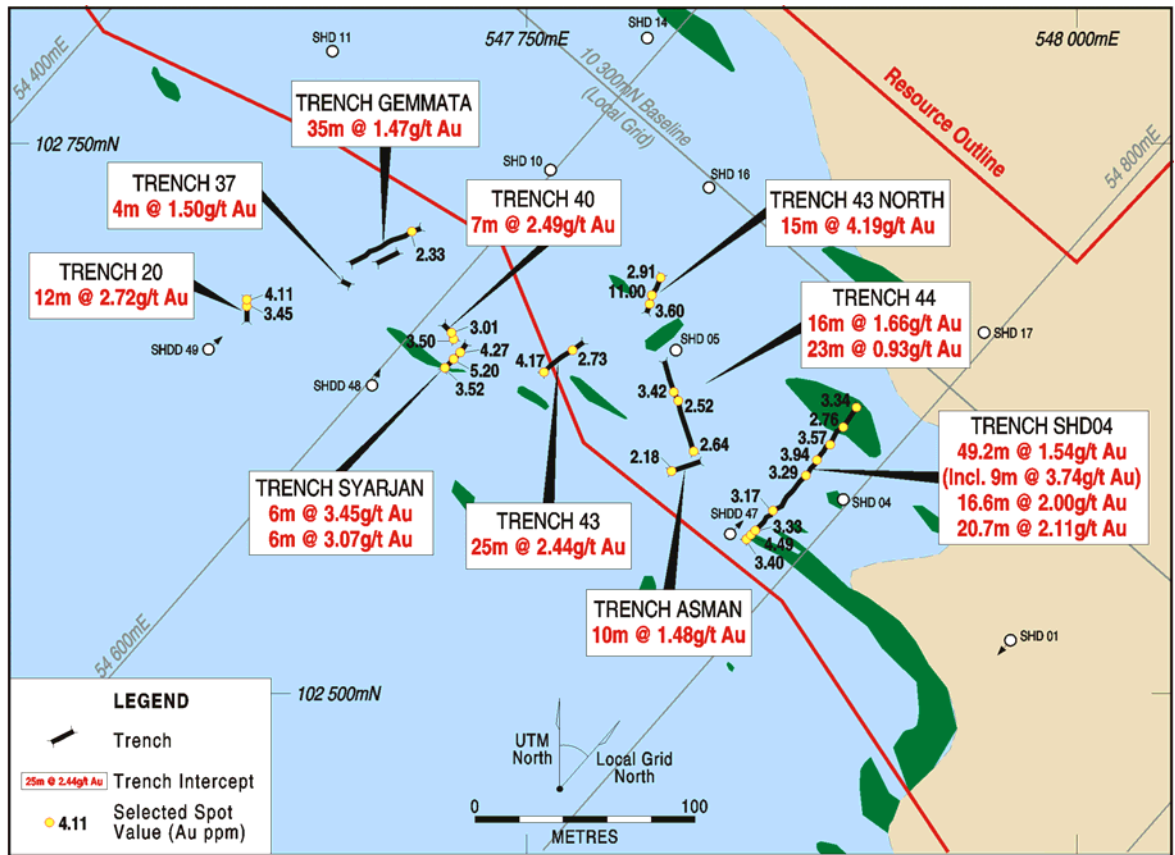 54 400mE
SHD 11
547 750mE
SHD 14
548 000mE
10 300mN Baseline
(Local Grid)
Resource Outline
54 800mE
102 750mN
TRENCH GEMMATA
35m @ 1.47g/t Au
SHD 10
SHD 16
TRENCH 37
4m @ 1.50g/t Au
TRENCH 40
7m @ 2.49g/t Au
TRENCH 43 NORTH
15m @ 4.19g/t Au
2.33
TRENCH 20
12m @ 2.72g/t Au
4.11
3.45
2.91
11.00
3.60
TRENCH 44
16m @ 1.66g/t Au
23m @ 0.93g/t Au
SHD 17
SHDD 49
3.01
3.50
4.27
5.20
3.52
SHDD 48
4.17
2.73
SHD 05
3.42
2.52
2.64
2.18
3.34
2.76
3.57
3.94
3.29
3.17
TRENCH SHD04
49.2m @ 1.54g/t Au
(Incl. 9m @ 3.74g/t Au)
16.6m @ 2.00g/t Au
20.7m @ 2.11g/t Au
TRENCH SYARJAN
6m @ 3.45g/t Au
6m @ 3.07g/t Au
TRENCH 43
25m @ 2.44g/t Au
SHDD 47
SHD 04
3.33
4.49
3.40
TRENCH ASMAN
10m @ 1.48g/t Au
SHD 01
54 600mE
102 500mN
LEGEND
Trench
25m @ 2.44g/t Au
Trench Intercept
4.11
Selected Spot
Value (Au ppm)
UTM
North
Local Grid
North
0
100
METRES